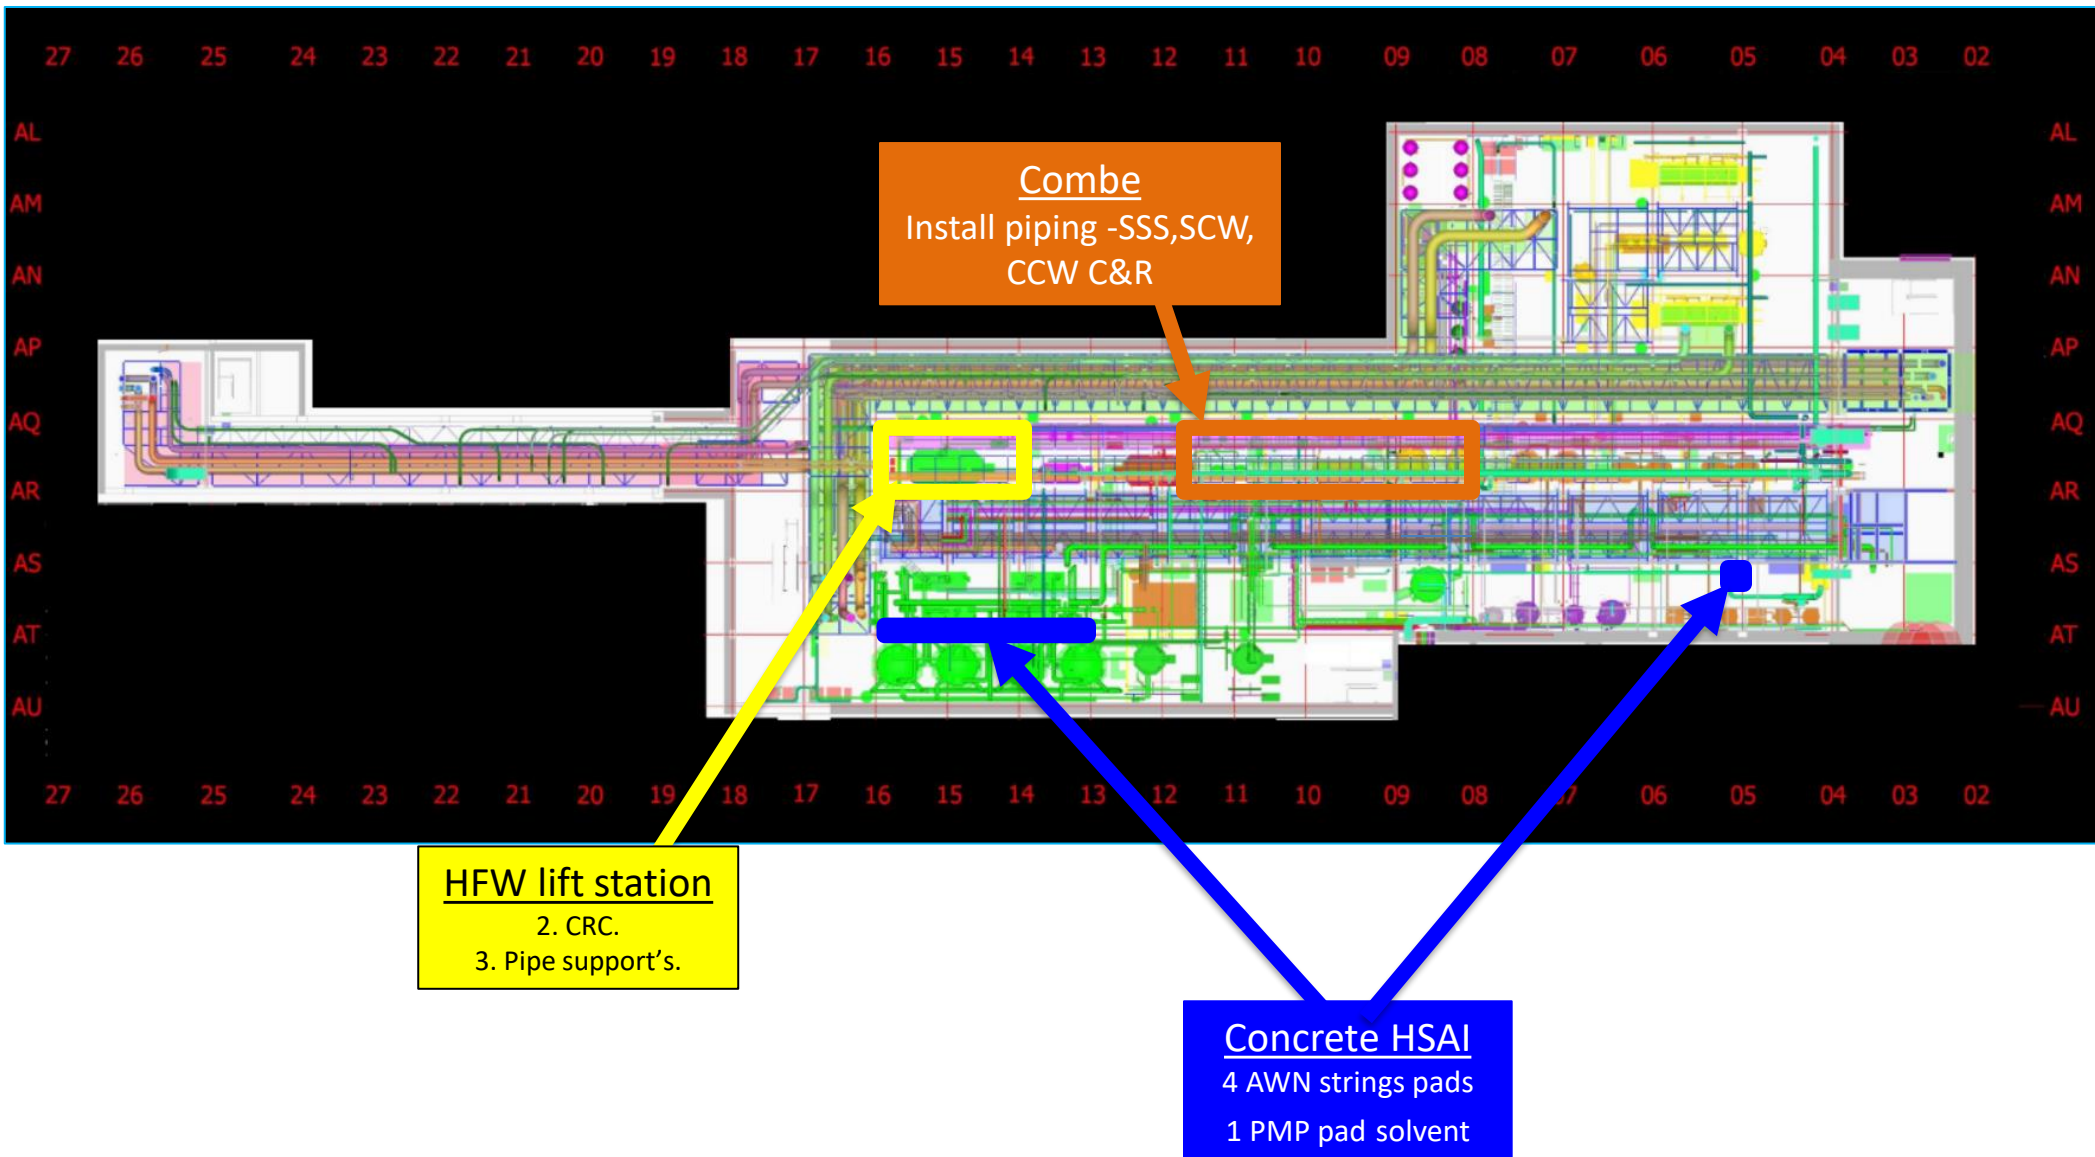 27 26 25 24 23 22 21 20 19 18 17 16 15 14 13 12 11 10 09 08 07 06 05 04 03 02
AL AL
Combe
AM AM
Install piping -SSS,SCW,
CCW C&R
AN AN
AP AP
AQ AQ
AR AR
AS AS
AT AT
AU AU
27 26 25 24 23 22 21 20 19 18 17 16 15 14 13 12 11 10 09 08 07 06 05 04 03 02
HFW lift station
2. CRC.
3. Pipe support’s.
Concrete HSAI
4 AWN strings pads
1 PMP pad solvent